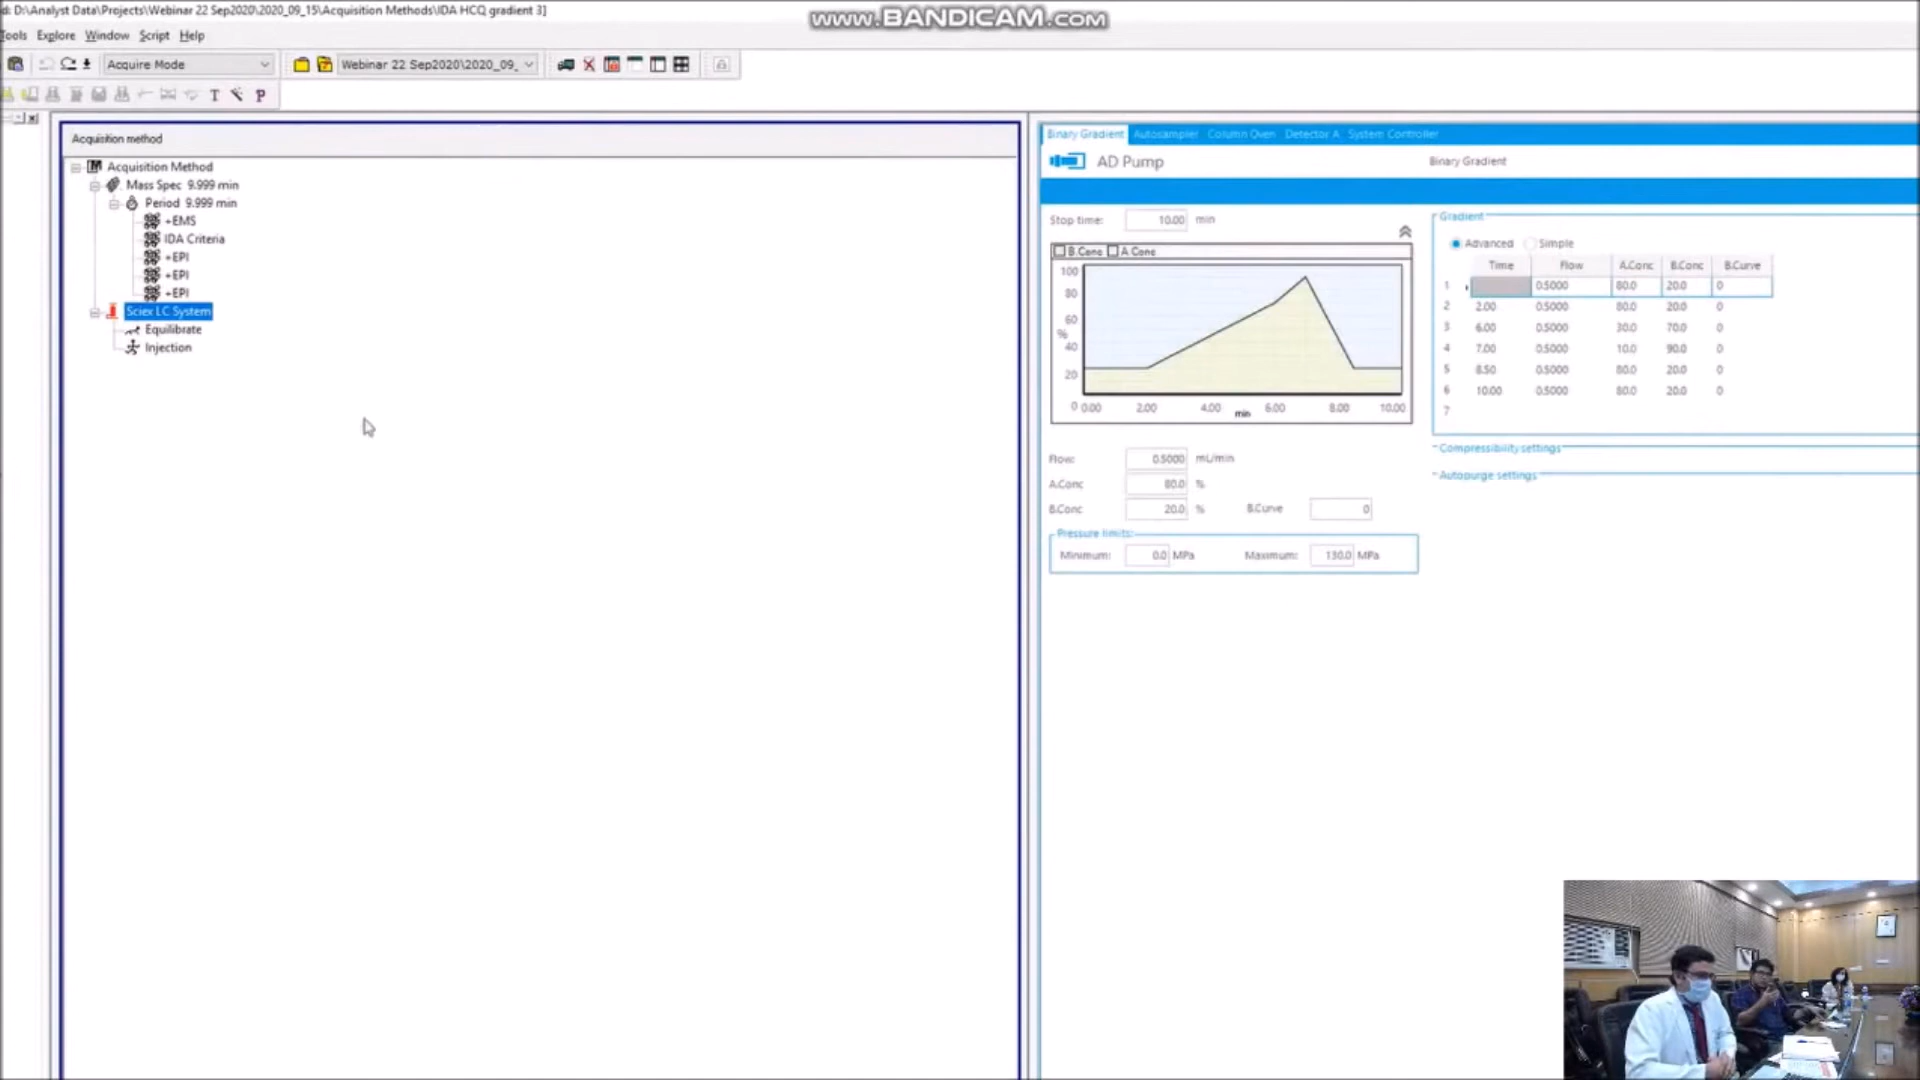 d: D:\Analyst Data\Projects\Webinar 22 Sep2020\2020_09_15\Acquisition Methods\IDA HCQ gradient 3]
www.BANDICAM.com
Tools Explore Window Script Help
Acquire Mode
Webinar 22 Sep2020\2020_09_
T P
Acquisition method
Acquisition Method
Mass Spec 9.999 min
Period 9.999 min
+EMS
IDA Criteria
+EPI
+EPI
+EPI
Sciex LC System
Equilibrate
Injection
Binary Gradient Autosampler Column Oven Detector A System Controller
AD Pump
Binary Gradient
Stop time: 10.00 min
B.Conc A.Conc
100
80
60
%
40
20
0 0.00 2.00 4.00 min 6.00 8.00 10.00
Flow: 0.5000 mL/min
A.Conc 80.0 %
B.Conc 20.0 % B.Curve 0
Pressure limits:
Minimum: 0.0 MPa Maximum: 130.0 MPa
Gradient
Advanced Simple
Time Flow A.Conc B.Conc B.Curve
1 0.5000 80.0 20.0 0
2 2.00 0.5000 80.0 20.0 0
3 6.00 0.5000 30.0 70.0 0
4 7.00 0.5000 10.0 90.0 0
5 8.50 0.5000 80.0 20.0 0
6 10.00 0.5000 80.0 20.0 0
7
Compressibility settings
Autopurge settings